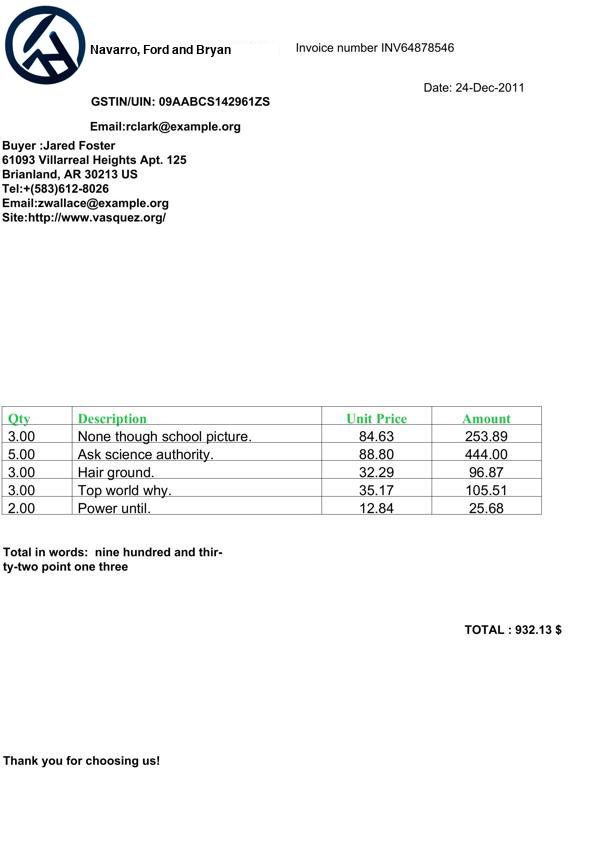 Navarro, Ford and Bryan
Invoice number INV64878546
Date: 24-Dec-2011
GSTIN/UIN: 09AABCS142961ZS
Email:rclark@example.org
Buyer :Jared Foster
61093 Villarreal Heights Apt. 125
Brianland, AR 30213 US
Tel:+(583)612-8026
Email:zwallace@example.org
Site:http://www.vasquez.org/
Qty Description Unit Price Amount
3.00 None though school picture. 84.63 253.89
5.00 Ask science authority. 88.80 444.00
3.00 Hair ground. 32.29 96.87
3.00 Top world why. 35.17 105.51
2.00 Power until. 12.84 25.68
Total in words:  nine hundred and thir-
ty-two point one three
TOTAL : 932.13 $
Thank you for choosing us!